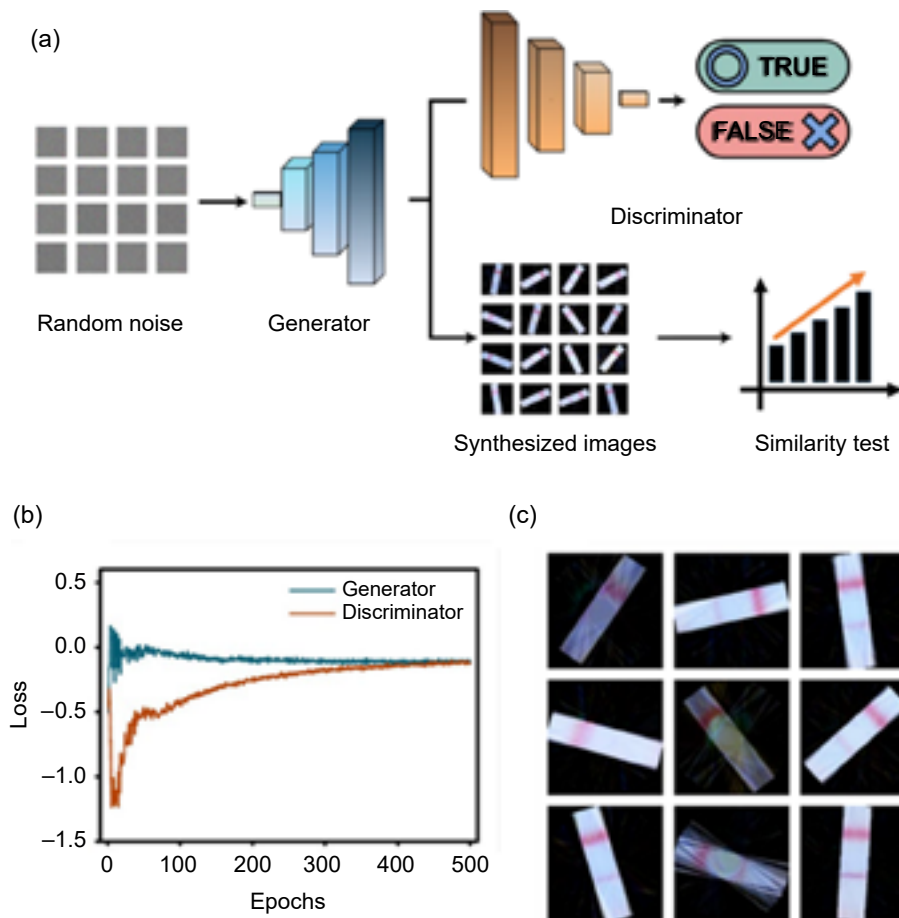 (a)
TRUE
FALSE
Discriminator
Random noise
Generator
Synthesized images
Similarity test
(b)
(c)
0.5
0.0
–0.5
–1.0
–1.5
Loss
Generator
Discriminator
0
100
200
300
400
500
Epochs